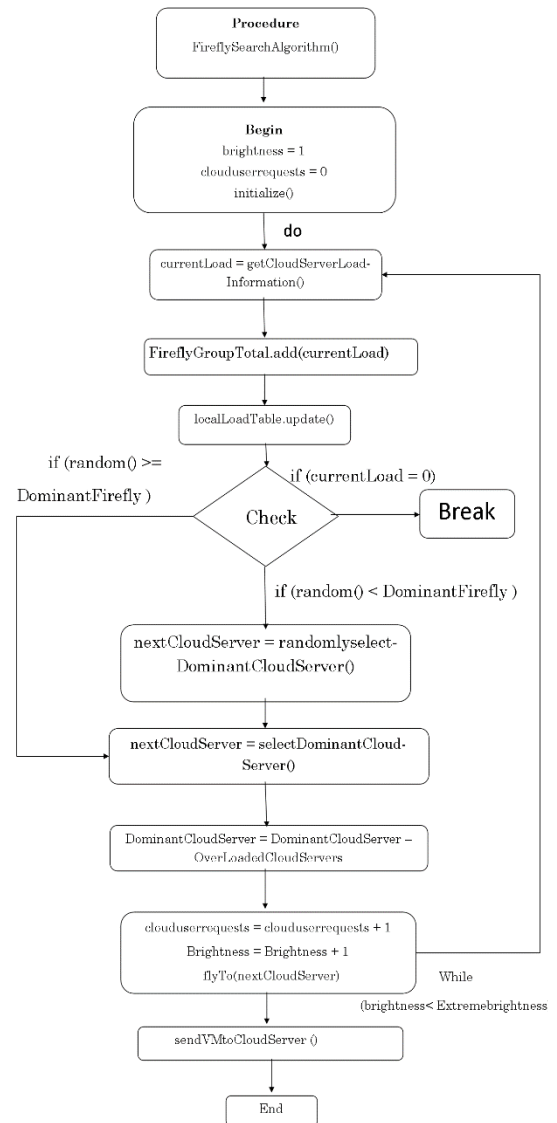 Procedure
FireflySearchAlgorithm()
Begin
brightness = 1
clouduserrequests = 0
initialize()
do
currentLoad = getCloudServerLoad-
Information()
FireflyGroupTotal.add(currentLoad)
localLoadTable.update()
if (random() >=
DominantFirefly )
if (currentLoad = 0)
Check
Break
if (random() < DominantFirefly )
nextCloudServer = randomlyselect-
DominantCloudServer()
nextCloudServer = selectDominantCloud-
Server()
DominantCloudServer = DominantCloudServer –
OverLoadedCloudServers
clouduserrequests = clouduserrequests + 1
Brightness = Brightness + 1
flyTo(nextCloudServer)
While
(brightness< Extremebrightness
sendVMtoCloudServer ()
End